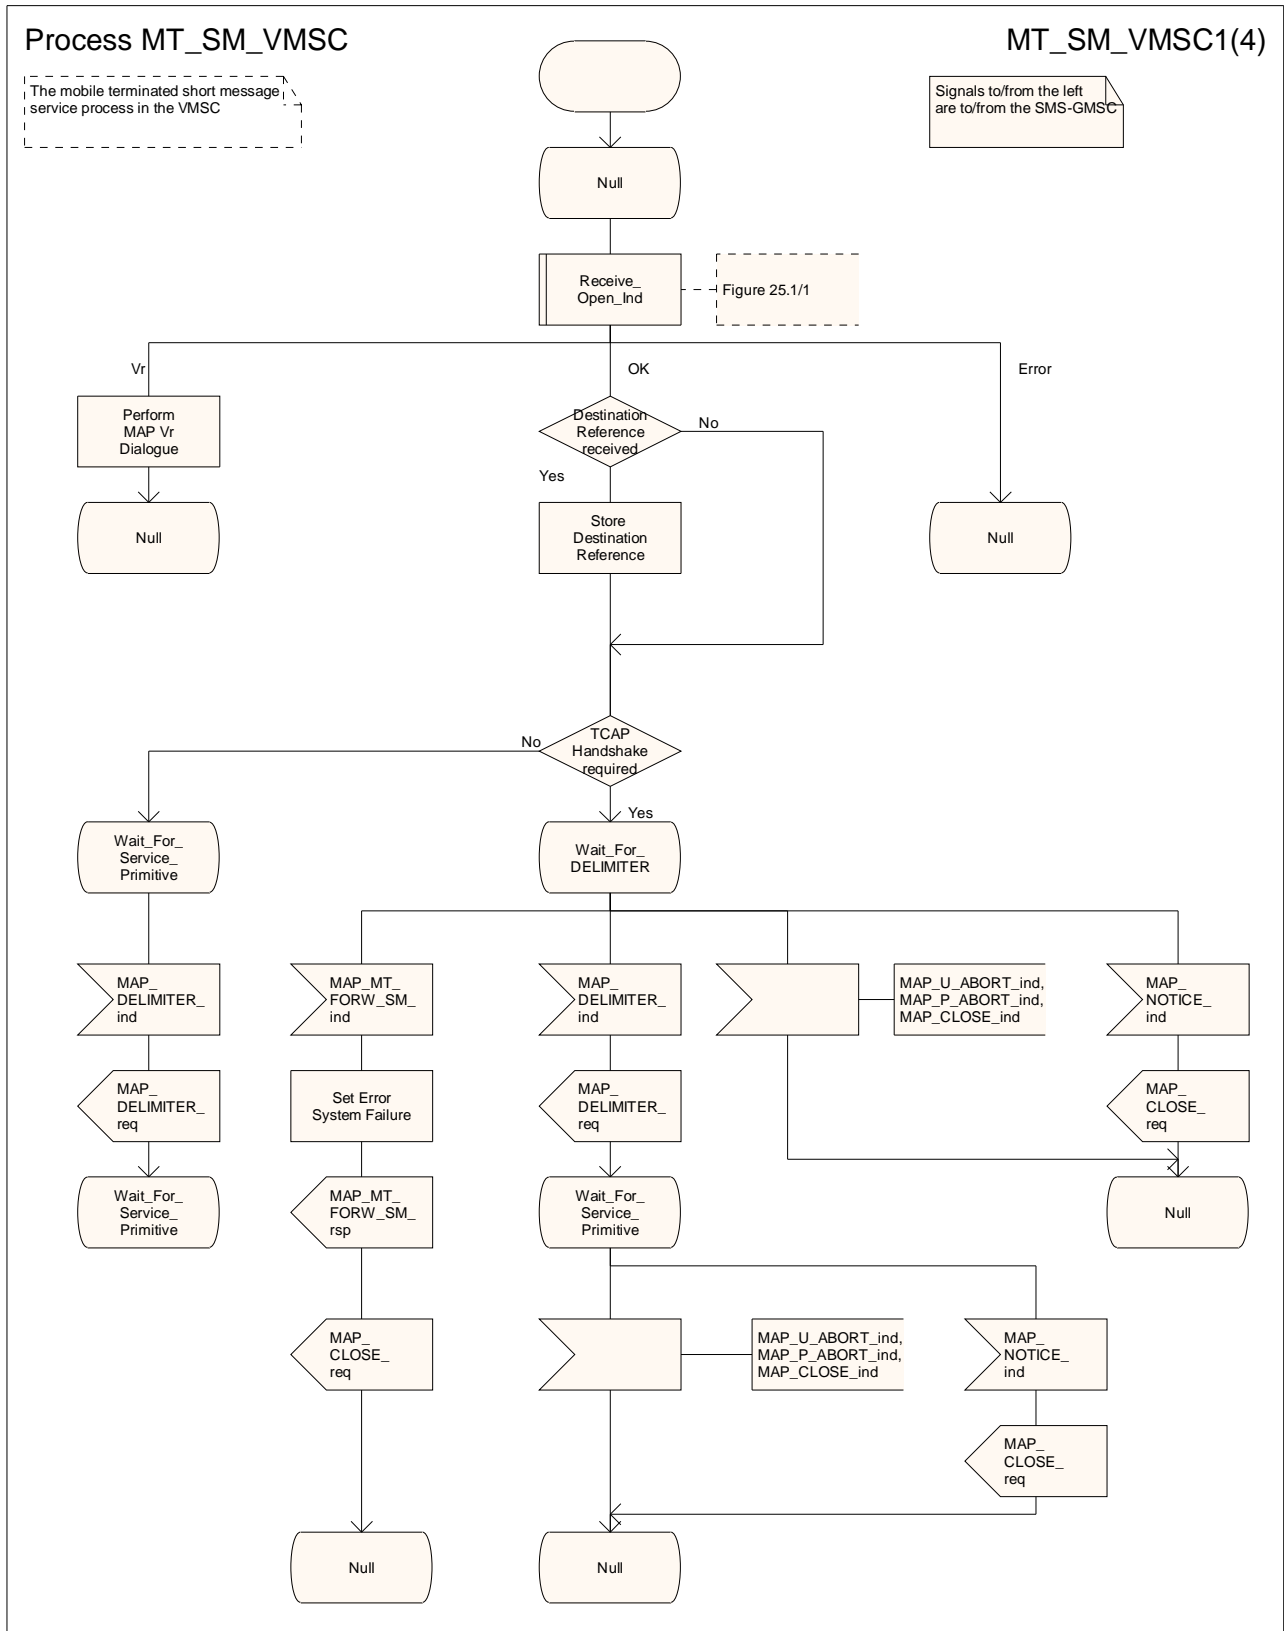 Process MT_SM_VMSC
MT_SM_VMSC1(4)
The mobile terminated short message
service process in the VMSC
Signals to/from the left
are to/from the SMS-GMSC
Null
Receive_
Open_Ind
Figure 25.1/1
Vr
OK
Error
Perform
MAP Vr
Dialogue
Destination
Reference
received
No
Yes
Null
Store
Destination
Reference
Null
TCAP
Handshake
required
No
Yes
Wait_For_
Service_
Primitive
Wait_For_
DELIMITER
MAP_
DELIMITER_
ind
MAP_MT_
FORW_SM_
ind
MAP_
DELIMITER_
ind
MAP_U_ABORT_ind,
MAP_P_ABORT_ind,
MAP_CLOSE_ind
MAP_
NOTICE_
ind
MAP_
DELIMITER_
req
Set Error
System Failure
MAP_
DELIMITER_
req
MAP_
CLOSE_
req
Wait_For_
Service_
Primitive
MAP_MT_
FORW_SM_
rsp
Wait_For_
Service_
Primitive
Null
MAP_
CLOSE_
req
MAP_U_ABORT_ind,
MAP_P_ABORT_ind,
MAP_CLOSE_ind
MAP_
NOTICE_
ind
MAP_
CLOSE_
req
Null
Null